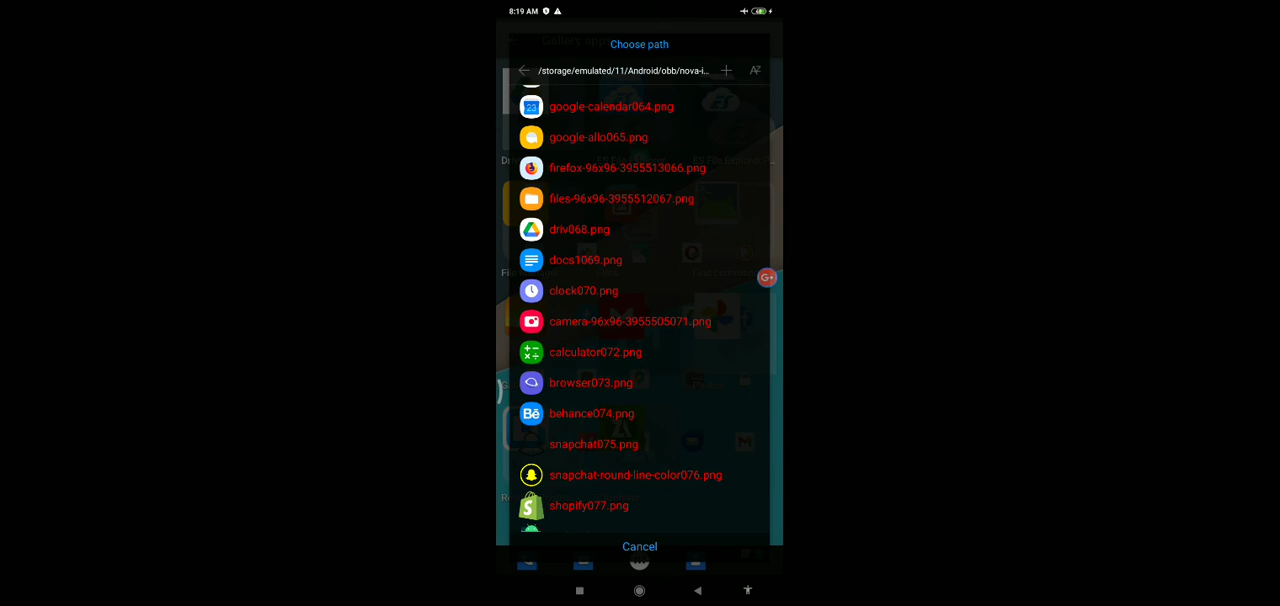 8:19 AM
Choose path
/storage/emulated/11/Android/obb/nova-i...
google-calendar064.png
google-allo065.png
firefox-96x96-3955513066.png
files-96x96-3955512067.png
driv068.png
docs1069.png
clock070.png
camera-96x96-3955505071.png
calculator072.png
browser073.png
behance074.png
snapchat075.png
snapchat-round-line-color076.png
shopify077.png
Cancel